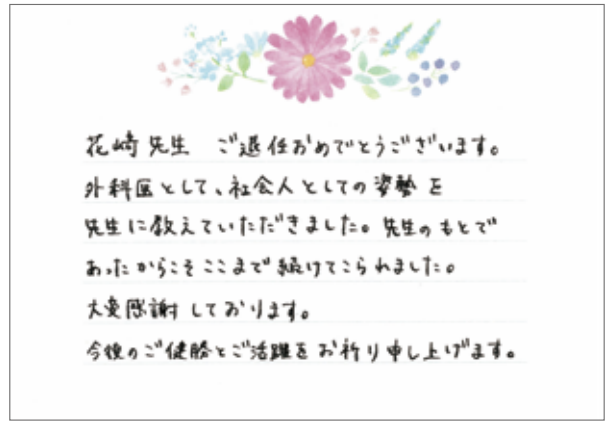 花崎先生　ご退任おめでとうございます。
外科医として、社会人としての姿勢を
先生に教えていただきました。先生のもとで
あったからこそここまで続けてこられました。
大変感謝しております。
今後のご健勝とご活躍をお祈り申し上げます。